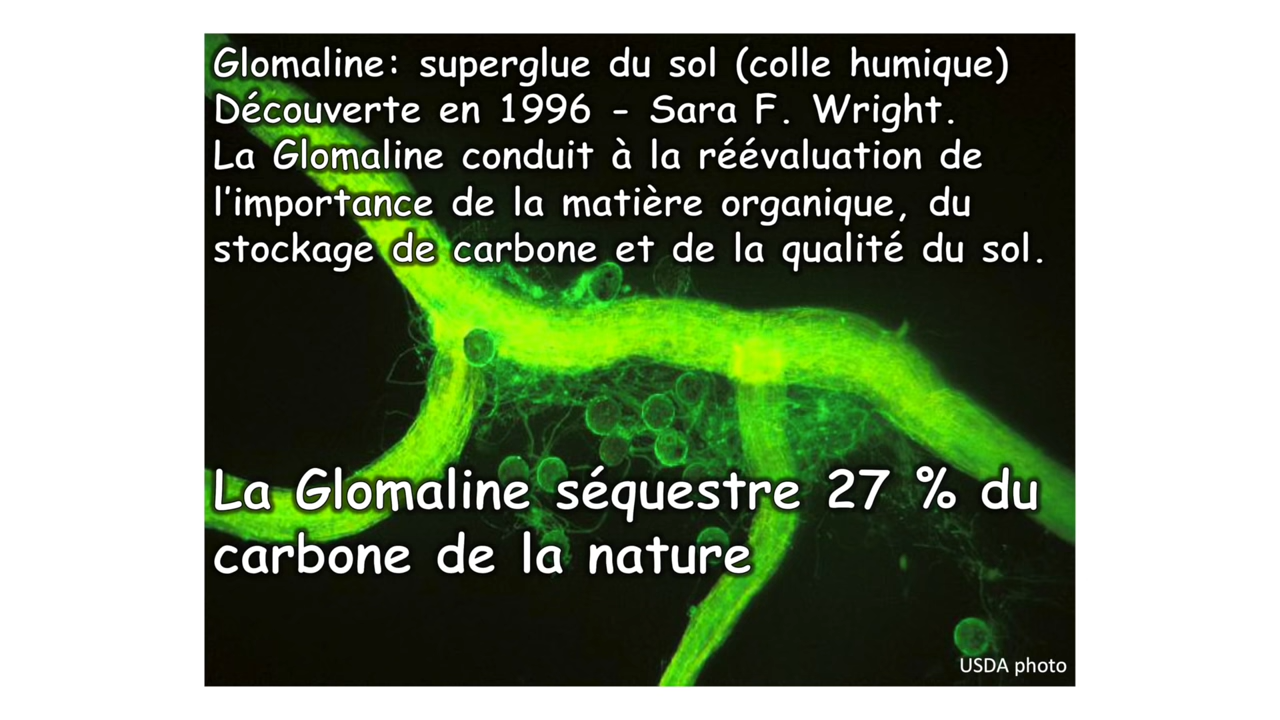 Glomaline: superglue du sol (colle humique)
Découverte en 1996 - Sara F. Wright.
La Glomaline conduit à la réévaluation de
l'importance de la matière organique, du
stockage de carbone et de la qualité du sol.
La Glomaline séquestre 27 % du
carbone de la nature
USDA photo